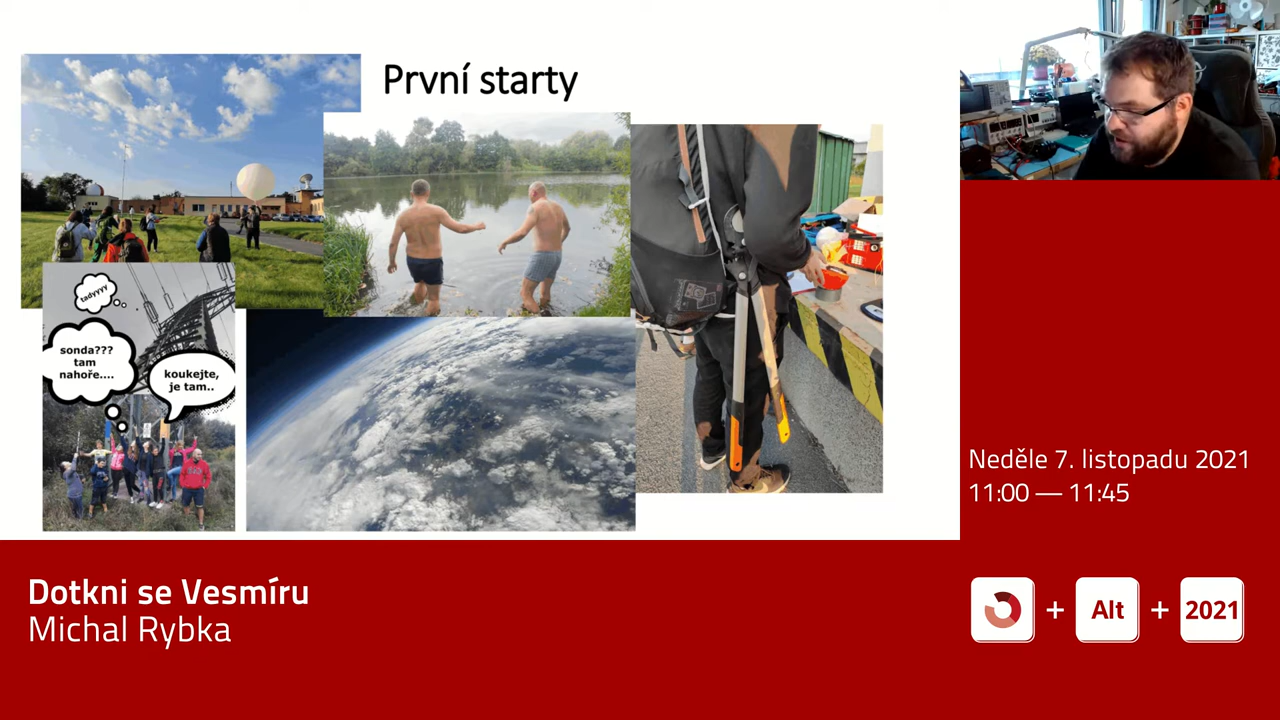 První starty
tadyyyy
sonda???
tam
nahoře....
koukejte,
je tam..
Neděle 7. listopadu 2021
11:00 — 11:45
Dotkni se Vesmíru
Michal Rybka
+ Alt + 2021